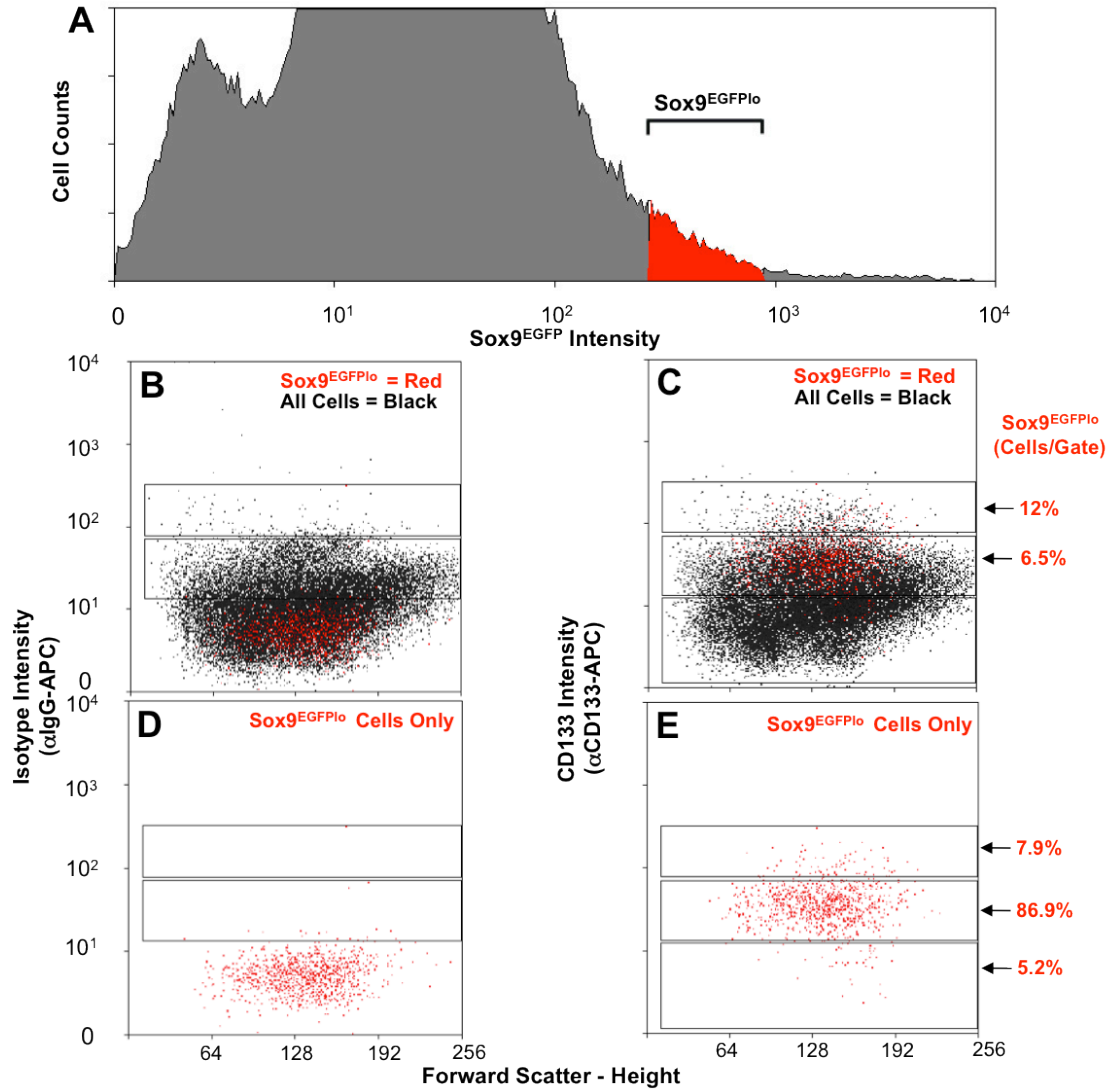 A
Cell Counts
Sox9EGFPlo
0 101 102 103 104
Sox9EGFP Intensity
B
Sox9EGFPlo = Red
All Cells = Black
104
103
102
101
0
Isotype Intensity
(αIgG-APC)
C
Sox9EGFPlo = Red
All Cells = Black
CD133 Intensity
(αCD133-APC)
Sox9EGFPlo
(Cells/Gate)
12%
6.5%
D
Sox9EGFPlo Cells Only
104
103
102
101
0
64 128 192 256
E
Sox9EGFPlo Cells Only
7.9%
86.9%
5.2%
64 128 192 256
Forward Scatter - Height